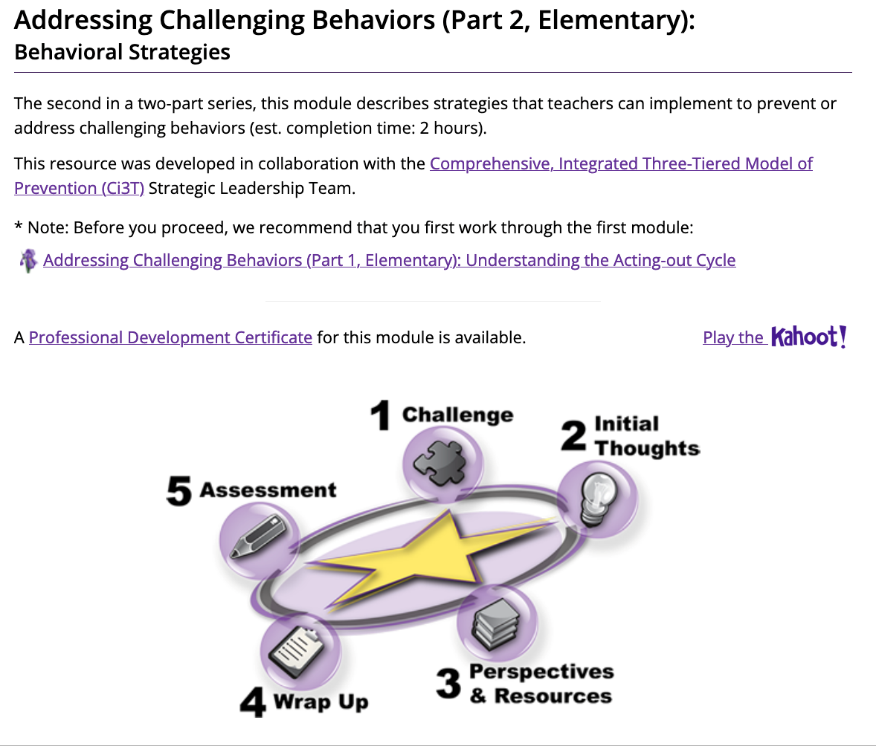 Addressing Challenging Behaviors (Part 2, Elementary):
Behavioral Strategies
The second in a two-part series, this module describes strategies that teachers can implement to prevent or
address challenging behaviors (est. completion time: 2 hours).
This resource was developed in collaboration with the Comprehensive, Integrated Three-Tiered Model of
Prevention (Ci3T) Strategic Leadership Team.
* Note: Before you proceed, we recommend that you first work through the first module:
Addressing Challenging Behaviors (Part 1, Elementary): Understanding the Acting-out Cycle
A Professional Development Certificate for this module is available.
Play the Kahoot!
1 Challenge
2 Initial
Thoughts
5 Assessment
3 Perspectives
& Resources
4 Wrap Up